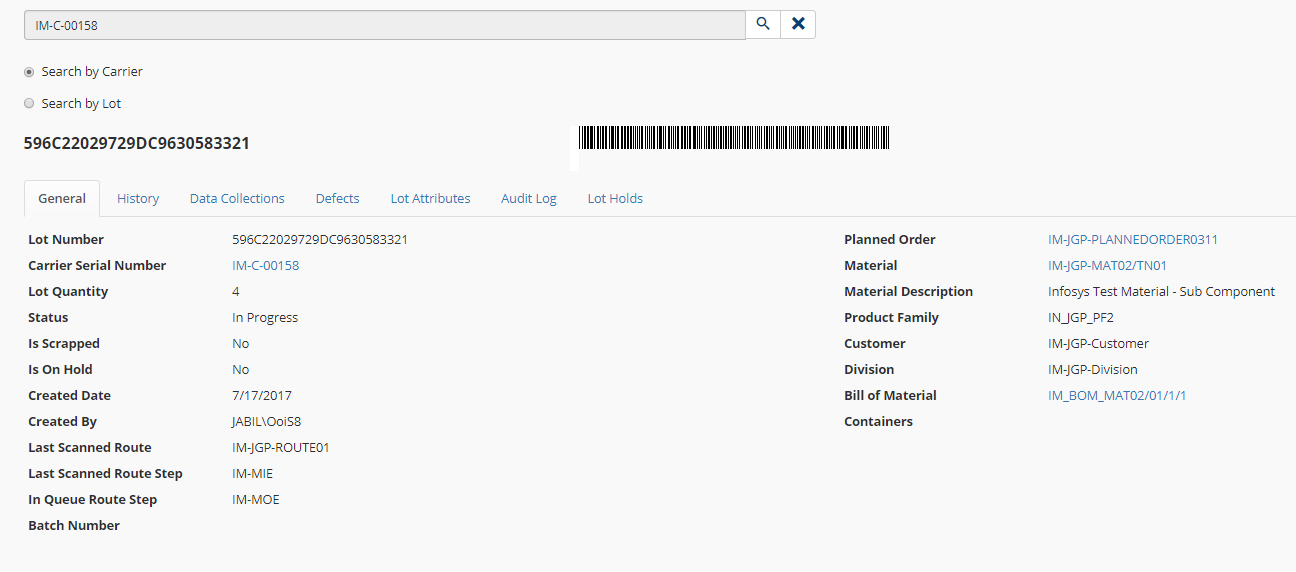 IM-C-00158
Search by Carrier
Search by Lot
596C22029729DC9630583321
General History Data Collections Defects Lot Attributes Audit Log Lot Holds
Lot Number 596C22029729DC9630583321
Carrier Serial Number IM-C-00158
Lot Quantity 4
Status In Progress
Is Scrapped No
Is On Hold No
Created Date 7/17/2017
Created By JABIL\OoiS8
Last Scanned Route IM-JGP-ROUTE01
Last Scanned Route Step IM-MIE
In Queue Route Step IM-MOE
Batch Number
Planned Order IM-JGP-PLANNEDORDER0311
Material IM-JGP-MAT02/TN01
Material Description Infosys Test Material - Sub Component
Product Family IN_JGP_PF2
Customer IM-JGP-Customer
Division IM-JGP-Division
Bill of Material IM_BOM_MAT02/01/1/1
Containers